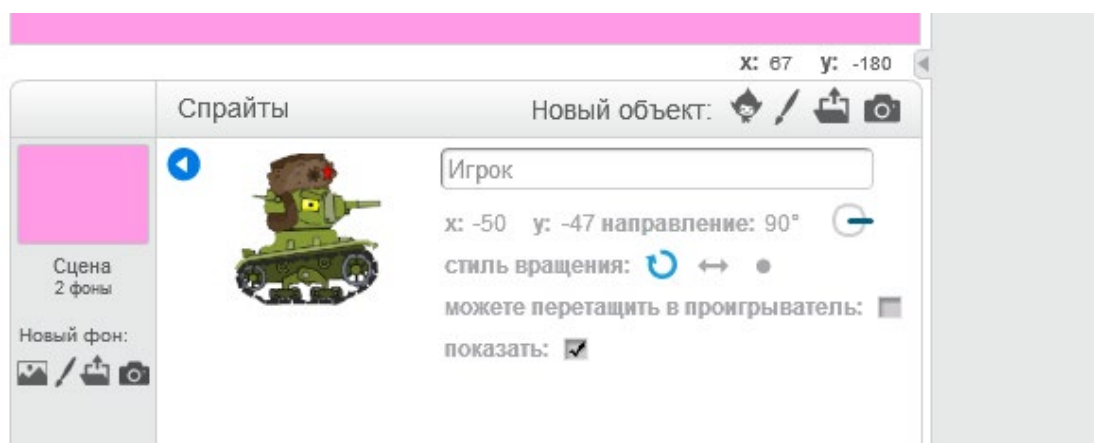 x: 67 y: -180
Спрайты Новый объект:
Игрок
x: -50 y: -47 направление: 90°
стиль вращения:
можете перетащить в проигрыватель:
показать:
Сцена
2 фоны
Новый фон: